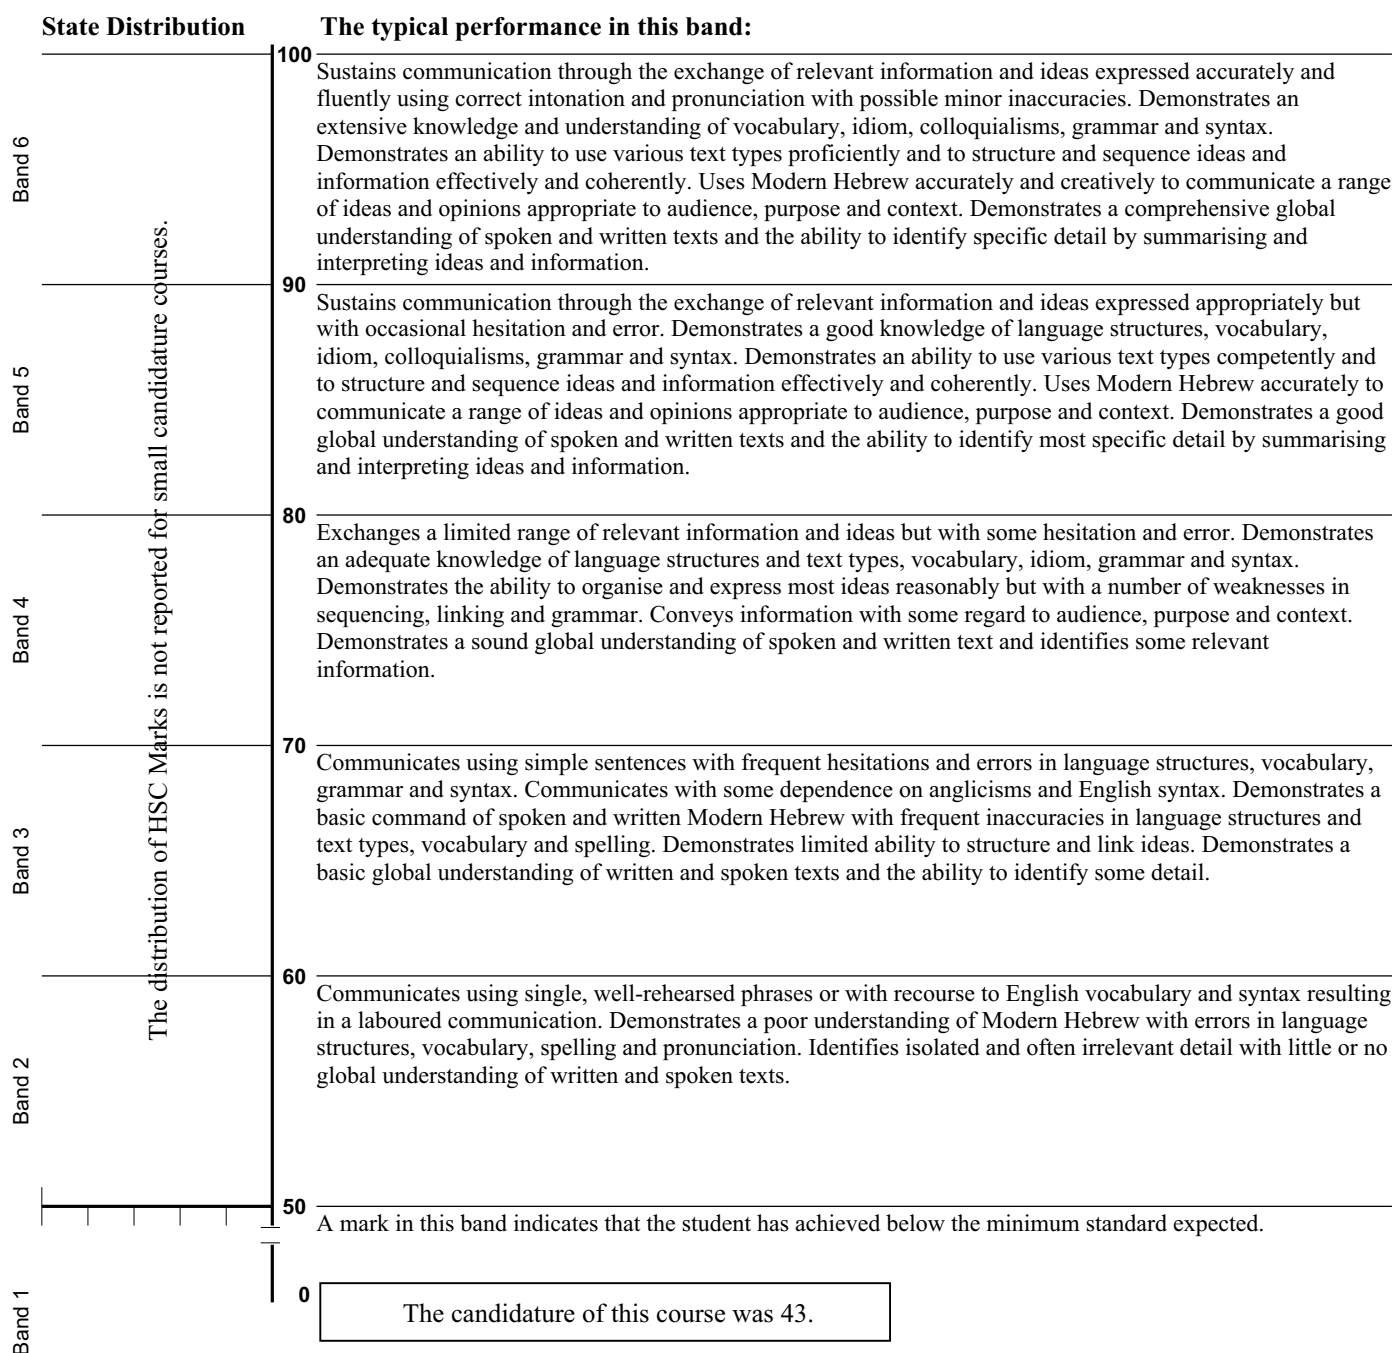 State Distribution
The typical performance in this band:
100
Band 6
Sustains communication through the exchange of relevant information and ideas expressed accurately and
fluently using correct intonation and pronunciation with possible minor inaccuracies. Demonstrates an
extensive knowledge and understanding of vocabulary, idiom, colloquialisms, grammar and syntax.
Demonstrates an ability to use various text types proficiently and to structure and sequence ideas and
information effectively and coherently. Uses Modern Hebrew accurately and creatively to communicate a range
of ideas and opinions appropriate to audience, purpose and context. Demonstrates a comprehensive global
understanding of spoken and written texts and the ability to identify specific detail by summarising and
interpreting ideas and information.
90
Band 5
Sustains communication through the exchange of relevant information and ideas expressed appropriately but
with occasional hesitation and error. Demonstrates a good knowledge of language structures, vocabulary,
idiom, colloquialisms, grammar and syntax. Demonstrates an ability to use various text types competently and
to structure and sequence ideas and information effectively and coherently. Uses Modern Hebrew accurately to
communicate a range of ideas and opinions appropriate to audience, purpose and context. Demonstrates a good
global understanding of spoken and written texts and the ability to identify most specific detail by summarising
and interpreting ideas and information.
80
Band 4
Exchanges a limited range of relevant information and ideas but with some hesitation and error. Demonstrates
an adequate knowledge of language structures and text types, vocabulary, idiom, grammar and syntax.
Demonstrates the ability to organise and express most ideas reasonably but with a number of weaknesses in
sequencing, linking and grammar. Conveys information with some regard to audience, purpose and context.
Demonstrates a sound global understanding of spoken and written text and identifies some relevant
information.
70
Band 3
Communicates using simple sentences with frequent hesitations and errors in language structures, vocabulary,
grammar and syntax. Communicates with some dependence on anglicisms and English syntax. Demonstrates a
basic command of spoken and written Modern Hebrew with frequent inaccuracies in language structures and
text types, vocabulary and spelling. Demonstrates limited ability to structure and link ideas. Demonstrates a
basic global understanding of written and spoken texts and the ability to identify some detail.
60
Band 2
Communicates using single, well-rehearsed phrases or with recourse to English vocabulary and syntax resulting
in a laboured communication. Demonstrates a poor understanding of Modern Hebrew with errors in language
structures, vocabulary, spelling and pronunciation. Identifies isolated and often irrelevant detail with little or no
global understanding of written and spoken texts.
50
Band 1
A mark in this band indicates that the student has achieved below the minimum standard expected.
0
The candidature of this course was 43.
The distribution of HSC Marks is not reported for small candidature courses.